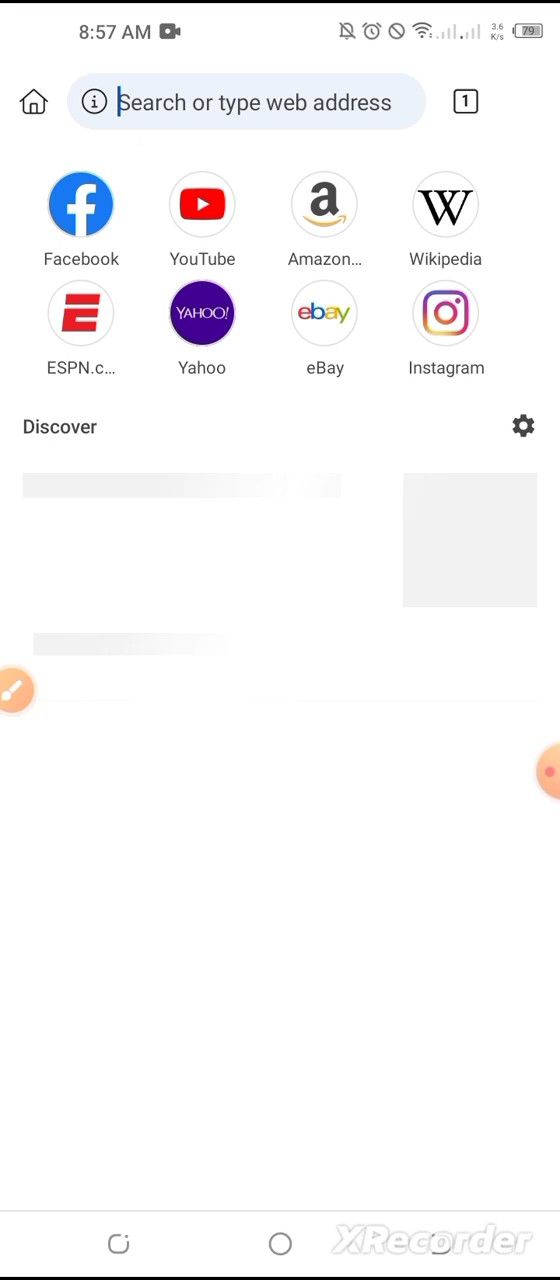 8:57 AM
3.6
K/s
79
Search or type web address
1
f
a
W
Facebook
YouTube
Amazon...
Wikipedia
E
YAHOO!
ebay
ESPN.c...
Yahoo
eBay
Instagram
Discover
XRecorder